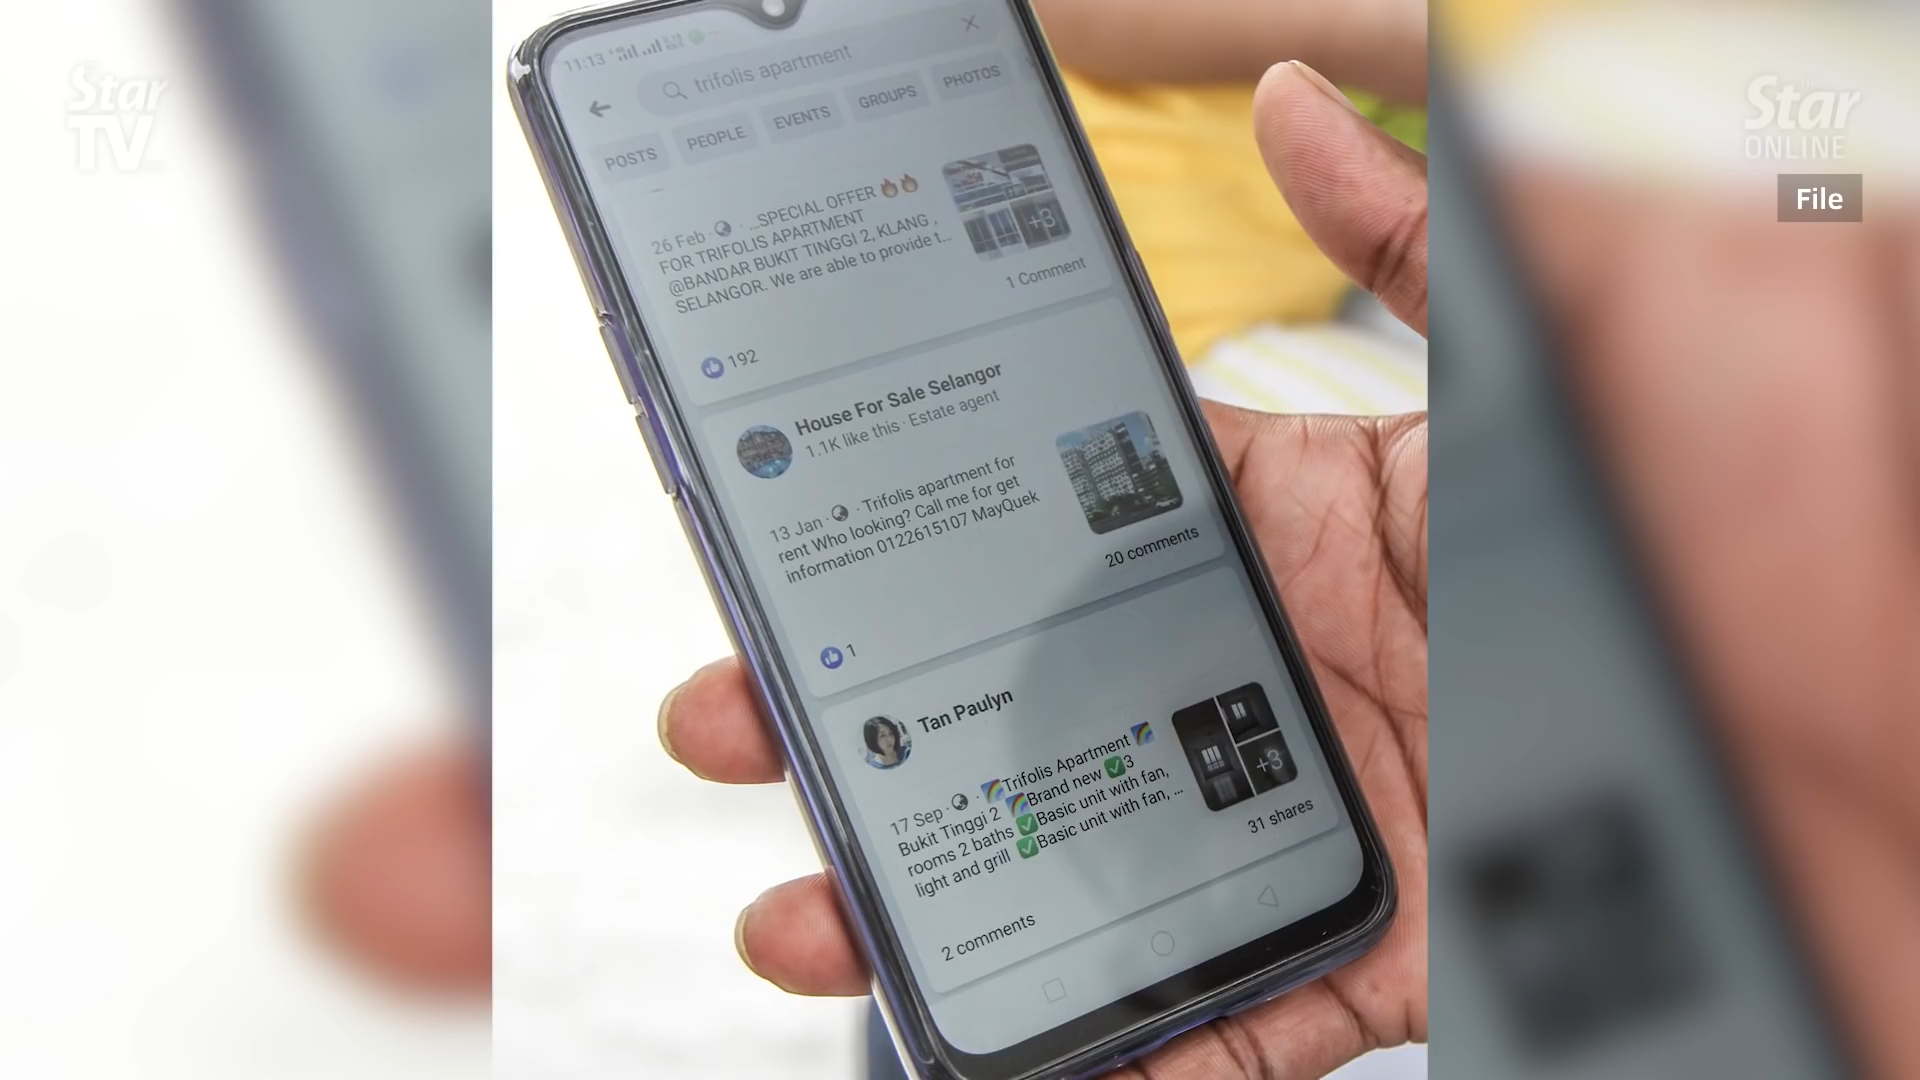 Star
TV
Star
ONLINE
File
11:13
trifolis apartment
POSTS PEOPLE EVENTS GROUPS PHOTOS
26 Feb · · ...SPECIAL OFFER 🔥🔥
FOR TRIFOLIS APARTMENT
@BANDAR BUKIT TINGGI 2, KLANG ,
SELANGOR. We are able to provide t...
+3
1 Comment
192
House For Sale Selangor
1.1K like this · Estate agent
13 Jan · · Trifolis apartment for
rent Who looking? Call me for get
information 0122615107 MayQuek
20 comments
1
Tan Paulyn
17 Sep · · 🌈Trifolis Apartment 🌈
Bukit Tinggi 2 🌈Brand new ✅3
rooms 2 baths ✅Basic unit with fan,
light and grill ✅Basic unit with fan, ...
+3
31 shares
2 comments